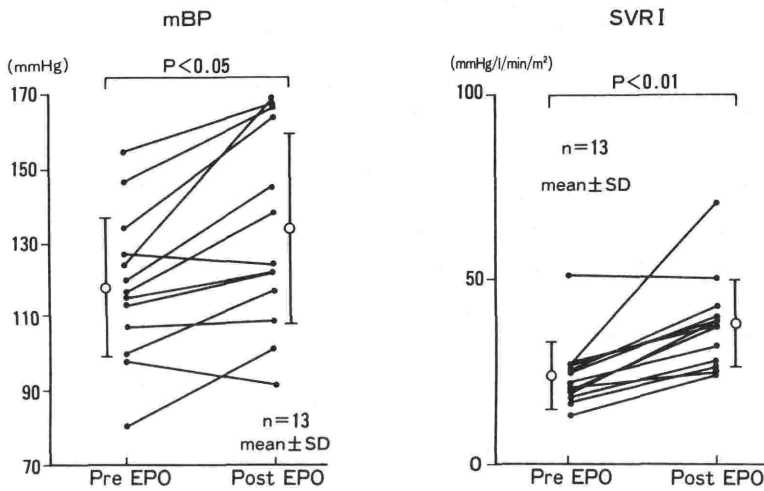 mBP
(mmHg)
P<0.05
170
150
130
110
90
70
n=13
mean±SD
Pre EPO Post EPO
SVRI
(mmHg/l/min/m²)
P<0.01
100
50
0
n=13
mean±SD
Pre EPO Post EPO